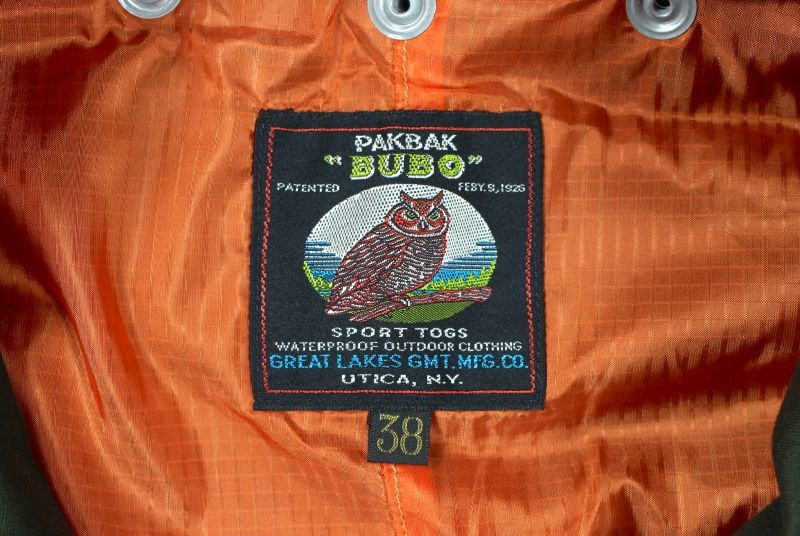 PAKBAK
"BUBO"
PATENTED FEBY. 9, 1926
SPORT TOGS
WATERPROOF OUTDOOR CLOTHING
GREAT LAKES GMT. MFG. CO.
UTICA, N.Y.
38